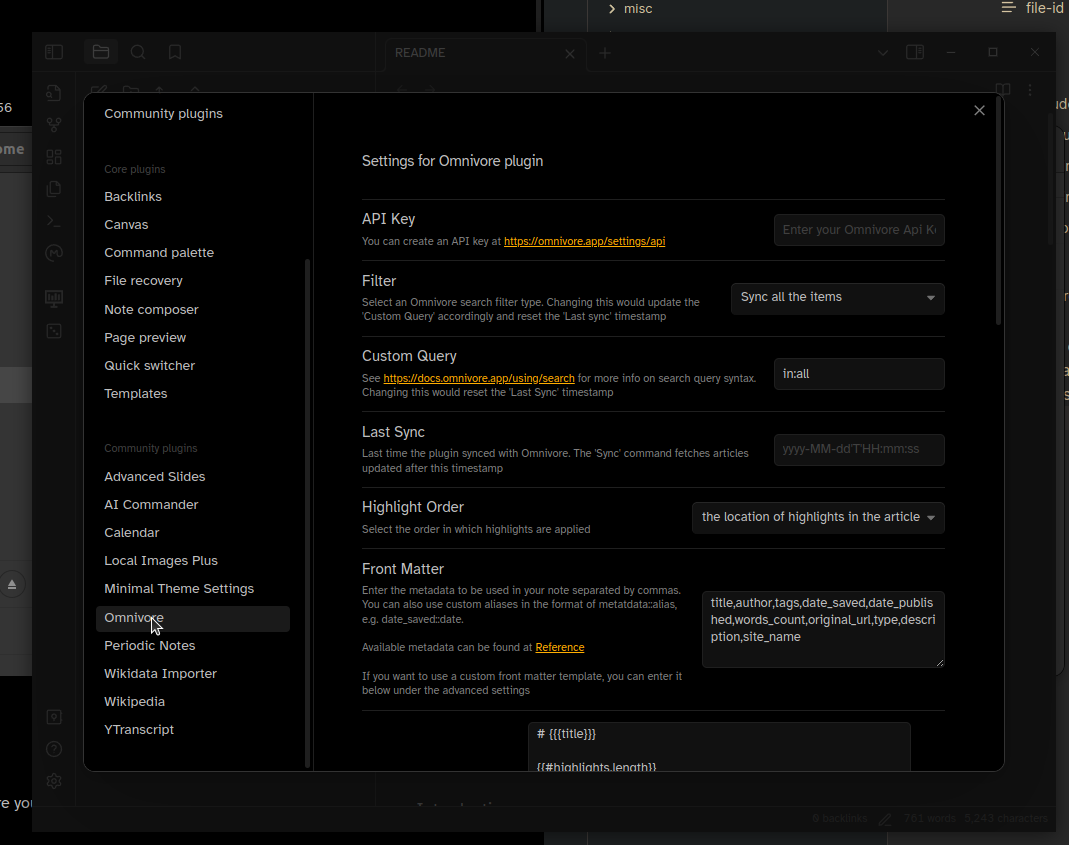 misc
file-id
README
56
ome
Community plugins
Core plugins
Backlinks
Canvas
Command palette
File recovery
Note composer
Page preview
Quick switcher
Templates
Community plugins
Advanced Slides
AI Commander
Calendar
Local Images Plus
Minimal Theme Settings
Omnivore
Periodic Notes
Wikidata Importer
Wikipedia
YTranscript
Settings for Omnivore plugin
API Key
You can create an API key at https://omnivore.app/settings/api
Enter your Omnivore Api Ke
Filter
Select an Omnivore search filter type. Changing this would update the
'Custom Query' accordingly and reset the 'Last sync' timestamp
Sync all the items
Custom Query
See https://docs.omnivore.app/using/search for more info on search query syntax.
Changing this would reset the 'Last Sync' timestamp
in:all
Last Sync
Last time the plugin synced with Omnivore. The 'Sync' command fetches articles
updated after this timestamp
yyyy-MM-dd'T'HH:mm:ss
Highlight Order
Select the order in which highlights are applied
the location of highlights in the article
Front Matter
Enter the metadata to be used in your note separated by commas.
You can also use custom aliases in the format of metatdata::alias,
e.g. date_saved::date.
Available metadata can be found at Reference
If you want to use a custom front matter template, you can enter it
below under the advanced settings
title,author,tags,date_saved,date_publis
hed,words_count,original_url,type,descri
ption,site_name
# {{{title}}}
{{#highlights.length}}
re you
0 backlinks
761 words 5,243 characters